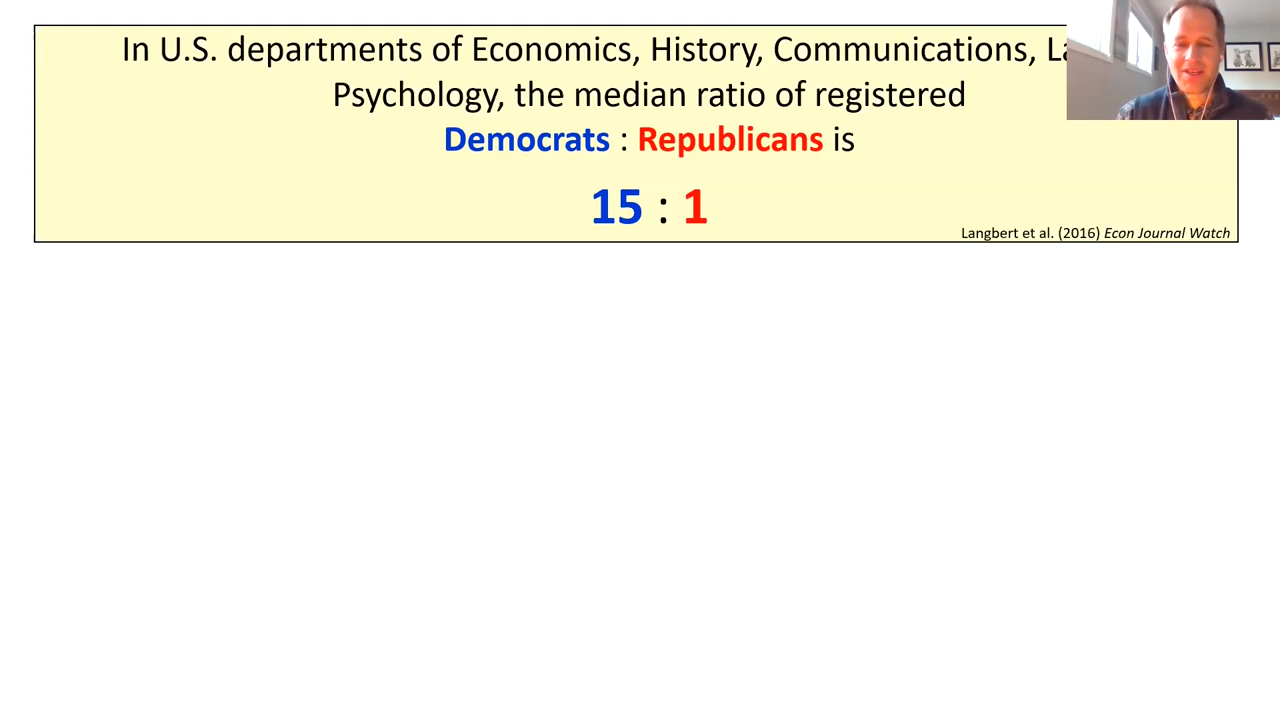 In U.S. departments of Economics, History, Communications,
Psychology, the median ratio of registered
Democrats : Republicans is
15 : 1
Langbert et al. (2016) Econ Journal Watch